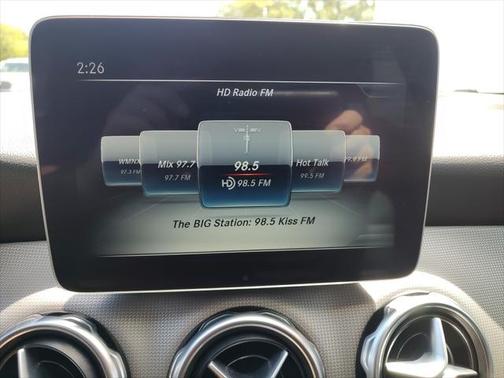 2:26
HD Radio FM
WMNX Mix 97.7 98.5 Hot Talk
97.3 FM 97.7 FM HD 98.5 FM 99.5 FM
The BIG Station: 98.5 Kiss FM